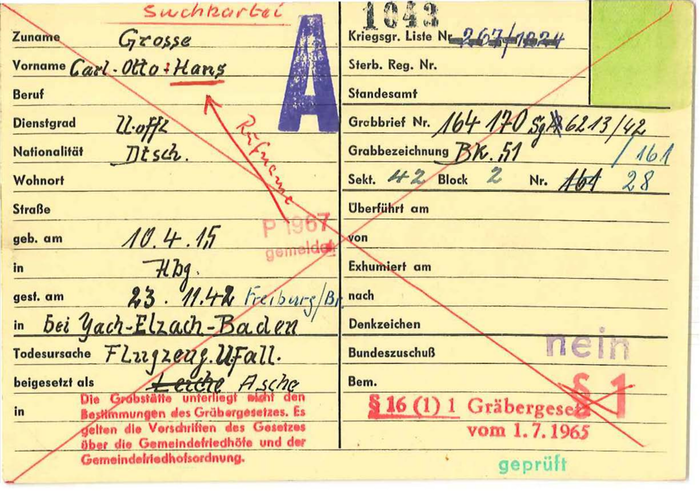 Suchkartei
Zuname Grosse
Vorname Carl-Otto-Hans
Beruf
Dienstgrad Uoffz
Nationalität Dtsch.
Wohnort
Straße
geb. am 10.4.15
in Hbg.
gest. am 23.11.42 Freiburg/Br.
in bei Yach-Elzach-Baden
Todesursache Flugzeug.Ufall.
beigesetzt als Leiche Asche
in
Die Grabstätte unterliegt nicht den
Bestimmungen des Gräbergesetzes. Es
gelten die Vorschriften des Gesetzes
über die Gemeindefriedhöfe und der
Gemeindefriedhofsordnung.
A
Rufname
P 1967
gemeldet
1043
Kriegsgr. Liste Nr. 267/1224
Sterb. Reg. Nr.
Standesamt
Grabbrief Nr. 164 170 Sg 6213/42
Grabbezeichnung Bk. 51 /161
Sekt. 42 Block 2 Nr. 161 28
Überführt am
von
Exhumiert am
nach
Denkzeichen
Bundeszuschuß nein
Bem.
§ 1
§ 16 (1) 1 Gräbergesetz
vom 1.7.1965
geprüft